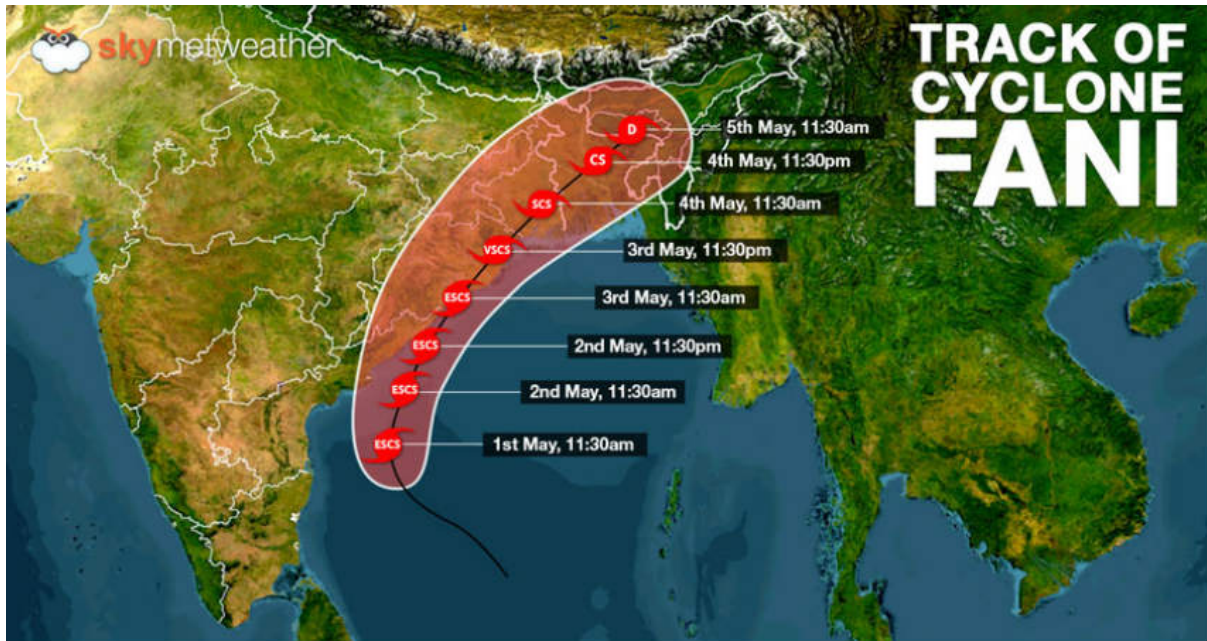 skymetweather
TRACK OF
CYCLONE
FANI
D
5th May, 11:30am
CS
4th May, 11:30pm
SCS
4th May, 11:30am
VSCS
3rd May, 11:30pm
ESCS
3rd May, 11:30am
ESCS
2nd May, 11:30pm
ESCS
2nd May, 11:30am
ESCS
1st May, 11:30am